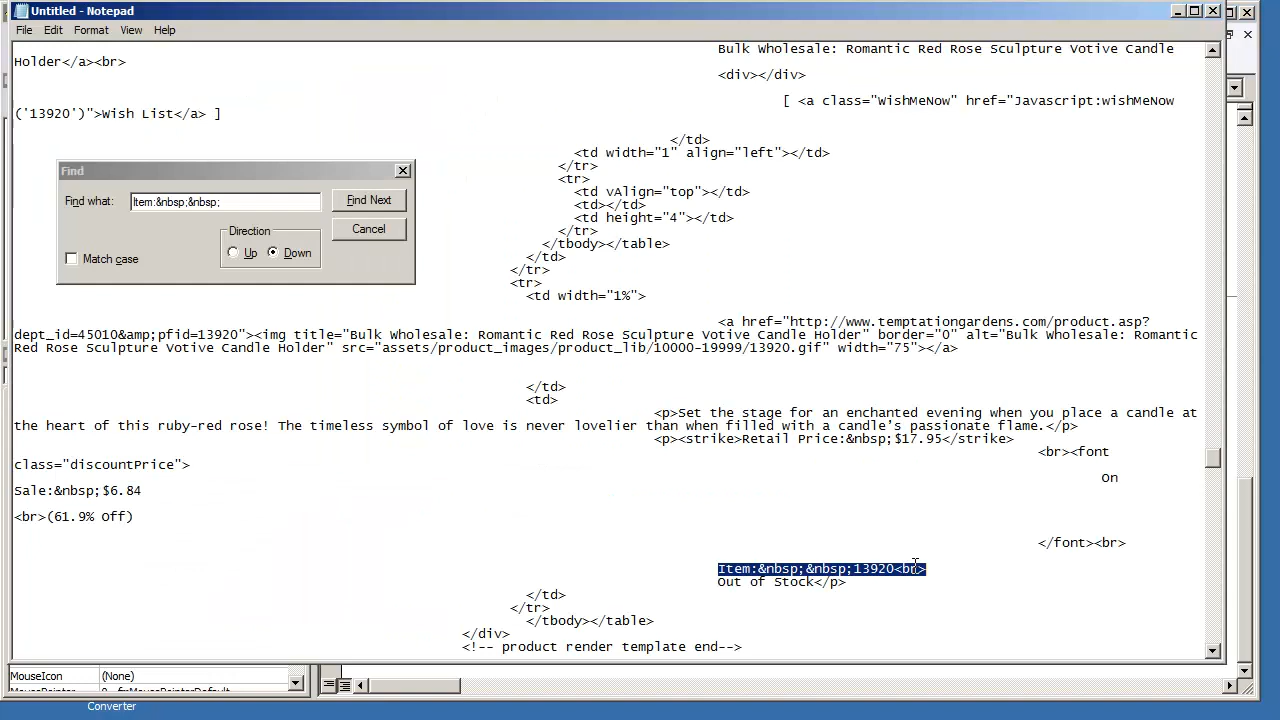 Untitled - Notepad
File Edit Format View Help
Bulk Wholesale: Romantic Red Rose Sculpture Votive Candle
Holder</a><br>
<div></div>
[ <a class="WishMeNow" href="Javascript:wishMeNow
('13920')">Wish List</a> ]
</td>
<td width="1" align="left"></td>
</tr>
<tr>
<td vAlign="top"></td>
<td></td>
<td height="4"></td>
</tr>
</tbody></table>
</td>
</tr>
<tr>
<td width="1%">
Find
Find what: Item:&nbsp;&nbsp; Find Next
Direction Cancel
Match case Up Down
<a href="http://www.temptationgardens.com/product.asp?
dept_id=45010&amp;pfid=13920"><img title="Bulk Wholesale: Romantic Red Rose Sculpture Votive Candle Holder" border="0" alt="Bulk Wholesale: Romantic
Red Rose Sculpture Votive Candle Holder" src="assets/product_images/product_lib/10000-19999/13920.gif" width="75"></a>
</td>
<td>
<p>Set the stage for an enchanted evening when you place a candle at
the heart of this ruby-red rose! The timeless symbol of love is never lovelier than when filled with a candle's passionate flame.</p>
<p><strike>Retail Price:&nbsp;$17.95</strike>
<br><font
class="discountPrice">
On
Sale:&nbsp;$6.84
<br>(61.9% Off)
</font><br>
Item:&nbsp;&nbsp;13920<br>
Out of Stock</p>
</td>
</tr>
</tbody></table>
</div>
<!-- product render template end-->
MouseIcon (None)
Converter